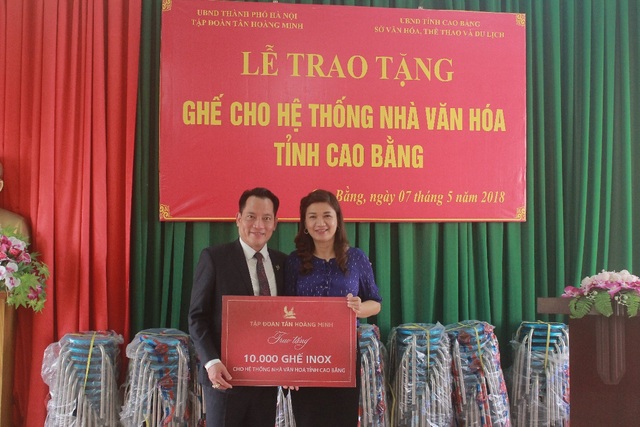 UBND THÀNH PHỐ HÀ NỘI
TẬP ĐOÀN TÂN HOÀNG MINH
UBND TỈNH CAO BẰNG
SỞ VĂN HÓA, THỂ THAO VÀ DU LỊCH
LỄ TRAO TẶNG
GHẾ CHO HỆ THỐNG NHÀ VĂN HÓA
TỈNH CAO BẰNG
Bằng, ngày 07 tháng 5 năm 2018
TẬP ĐOÀN TÂN HOÀNG MINH
Trao tặng
10.000 GHẾ INOX
CHO HỆ THỐNG NHÀ VĂN HOÁ TỈNH CAO BẰNG